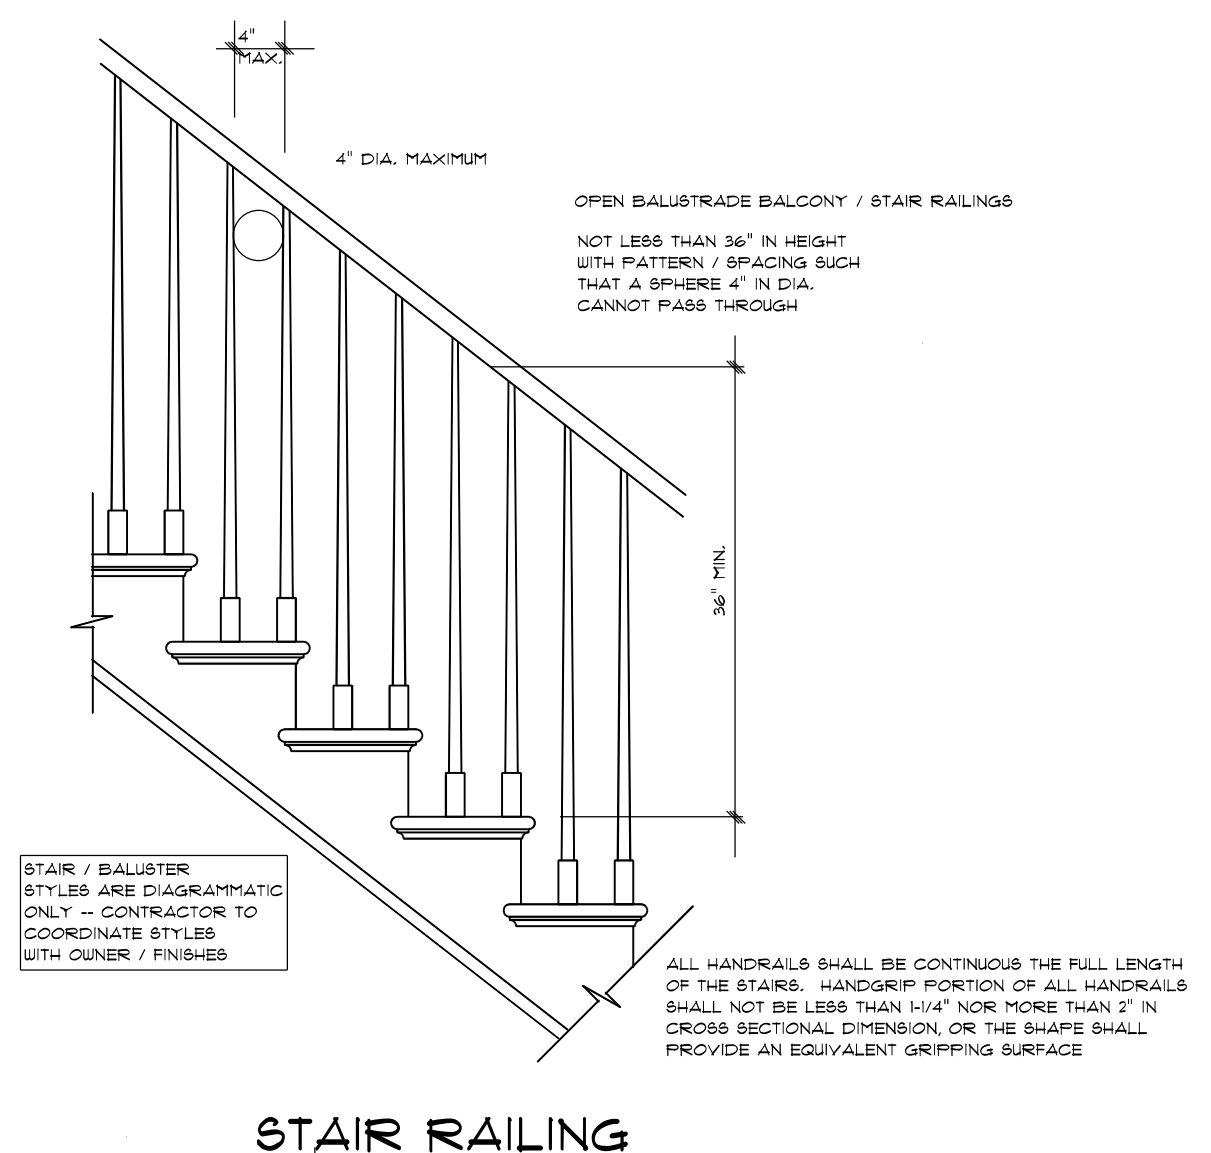 4"
MAX.
4" DIA. MAXIMUM
OPEN BALUSTRADE BALCONY / STAIR RAILINGS
NOT LESS THAN 36" IN HEIGHT
WITH PATTERN / SPACING SUCH
THAT A SPHERE 4" IN DIA.
CANNOT PASS THROUGH
36" MIN.
STAIR / BALUSTER
STYLES ARE DIAGRAMMATIC
ONLY -- CONTRACTOR TO
COORDINATE STYLES
WITH OWNER / FINISHES
ALL HANDRAILS SHALL BE CONTINUOUS THE FULL LENGTH
OF THE STAIRS. HANDGRIP PORTION OF ALL HANDRAILS
SHALL NOT BE LESS THAN 1-1/4" NOR MORE THAN 2" IN
CROSS SECTIONAL DIMENSION, OR THE SHAPE SHALL
PROVIDE AN EQUIVALENT GRIPPING SURFACE
STAIR RAILING